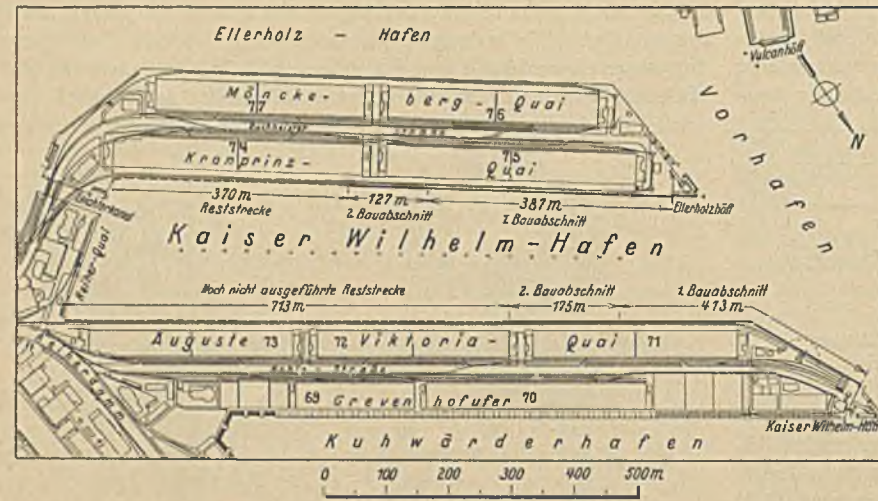 Ellerholz – Hafen
Vulcanhöft
Vorhafen
N
Möncke- berg- Quai
77 76
74 75
Kronprinz- Quai
370 m 127 m 387 m
Reststrecke 2. Bauabschnitt 1. Bauabschnitt
Ellerholzhöft
Kaiser Wilhelm-Hafen
Noch nicht ausgeführte Reststrecke 2. Bauabschnitt 1. Bauabschnitt
713 m 175 m 413 m
Auguste 73 72 Viktoria- Quai 71
69 Greven hofufer 70
Kaiser Wilhelm-Höft
Kuhwärderhafen
0 100 200 300 400 500 m